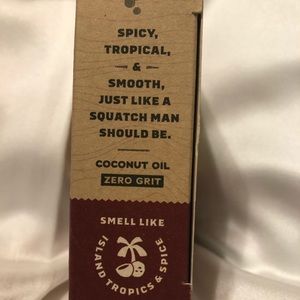 SPICY,
TROPICAL,
&
SMOOTH,
JUST LIKE A
SQUATCH MAN
SHOULD BE.
COCONUT OIL
ZERO GRIT
SMELL LIKE
ISLAND TROPICS & SPICE